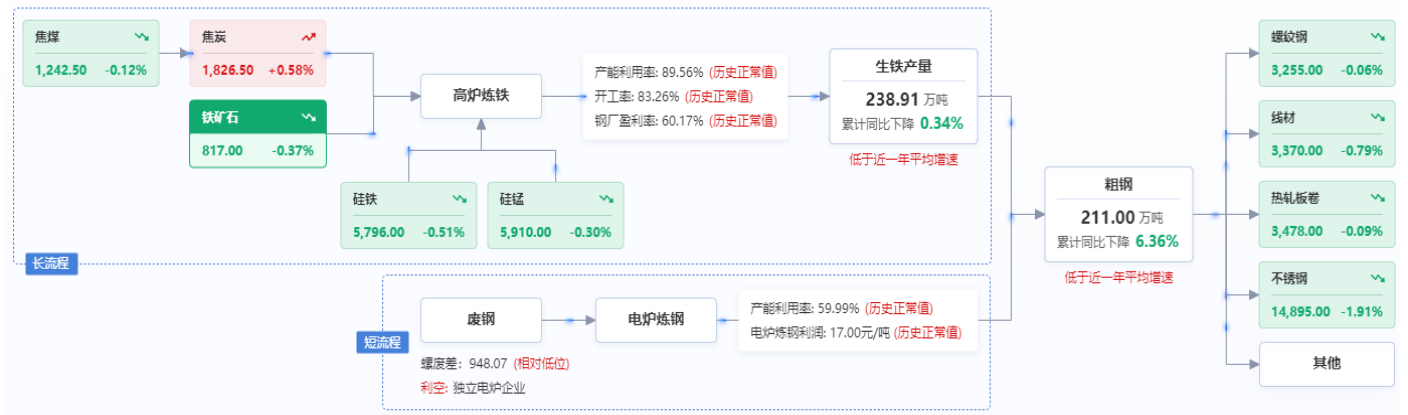 焦煤
1,242.50 -0.12%
焦炭
1,826.50 +0.58%
铁矿石
817.00 -0.37%
高炉炼铁
硅铁
5,796.00 -0.51%
硅锰
5,910.00 -0.30%
产能利用率: 89.56% (历史正常值)
开工率: 83.26% (历史正常值)
钢厂盈利率: 60.17% (历史正常值)
生铁产量
238.91 万吨
累计同比下降 0.34%
低于近一年平均增速
长流程
废钢
螺废差: 948.07 (相对低位)
利空: 独立电炉企业
电炉炼钢
产能利用率: 59.99% (历史正常值)
电炉炼钢利润: 17.00元/吨 (历史正常值)
短流程
粗钢
211.00 万吨
累计同比下降 6.36%
低于近一年平均增速
螺纹钢
3,255.00 -0.06%
线材
3,370.00 -0.79%
热轧板卷
3,478.00 -0.09%
不锈钢
14,895.00 -1.91%
其他